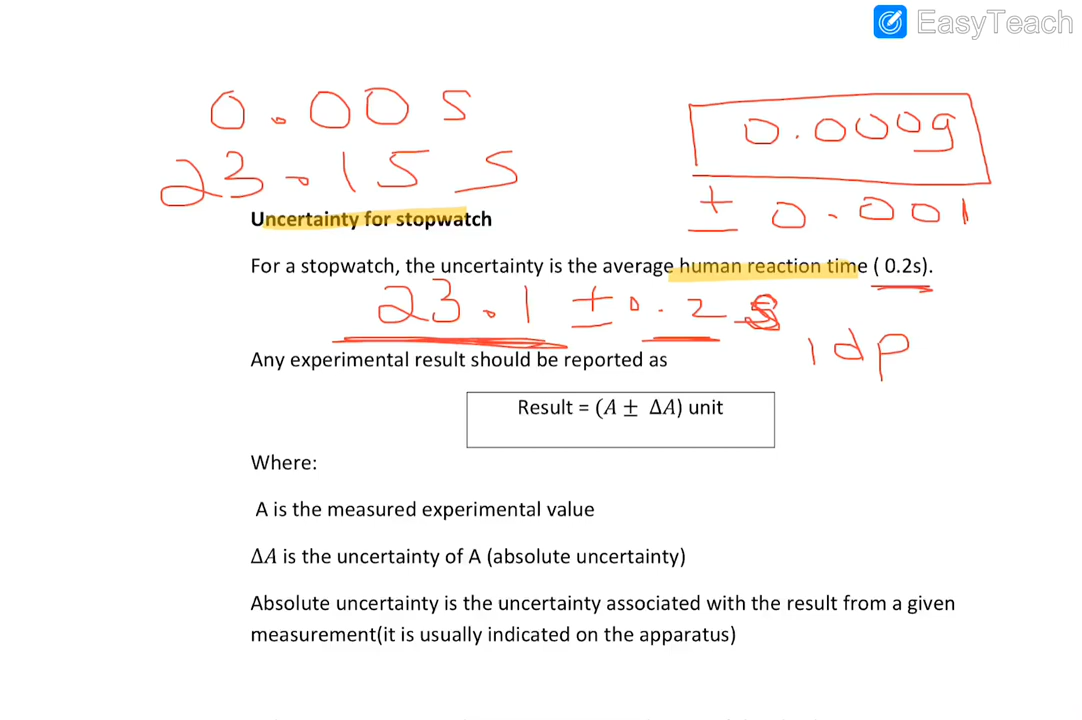 EasyTeach
0.00 s
0.000g
23.15 s
± 0.001
Uncertainty for stopwatch
For a stopwatch, the uncertainty is the average human reaction time ( 0.2s).
23.1 ± 0.2 s
1dp
Any experimental result should be reported as
Result = (A ± ΔA) unit
Where:
A is the measured experimental value
ΔA is the uncertainty of A (absolute uncertainty)
Absolute uncertainty is the uncertainty associated with the result from a given
measurement(it is usually indicated on the apparatus)